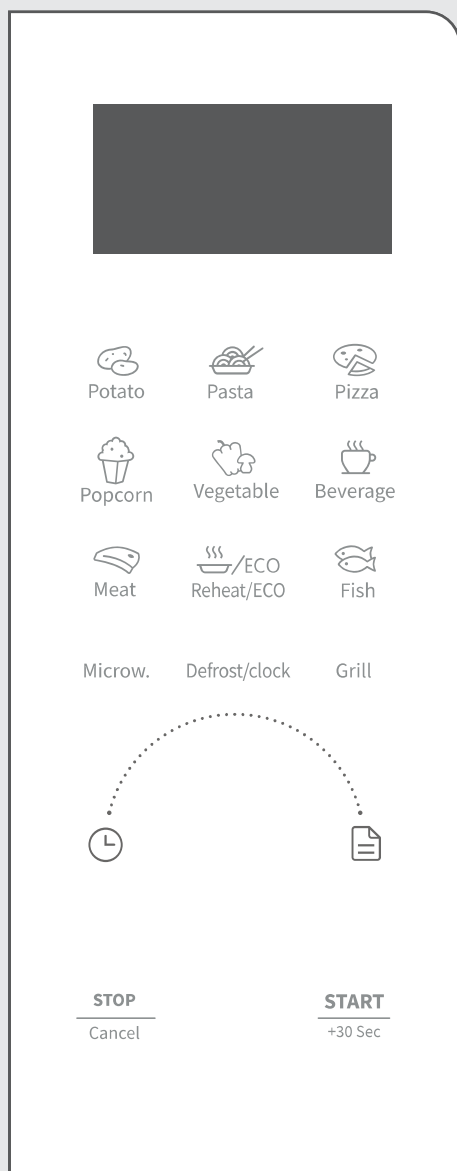 Potato Pasta Pizza
Popcorn Vegetable Beverage
/ECO
Meat Reheat/ECO Fish
Microw. Defrost/clock Grill
STOP START
Cancel +30 Sec